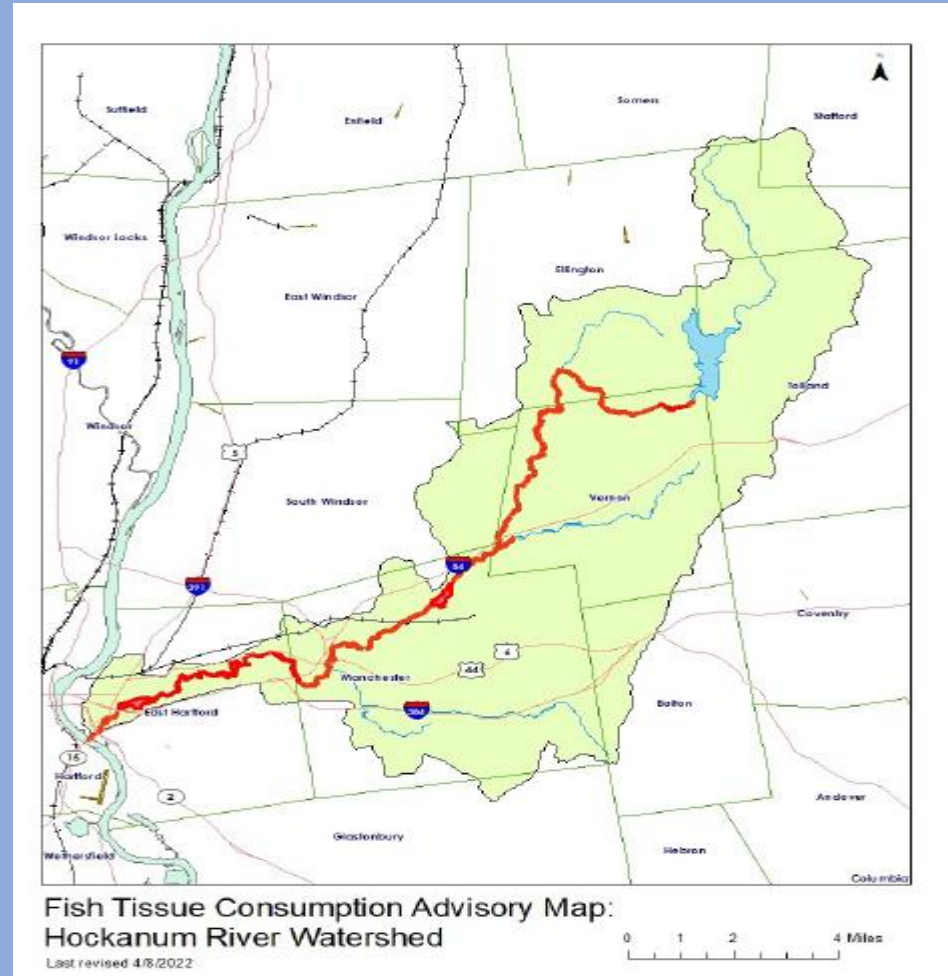 Suffield
Enfield
Somers
Stafford
Windsor Locks
Ellington
East Windsor
91
Tolland
Windsor
5
South Windsor
Vernon
84
291
Coventry
6
44
Manchester
384
East Hartford
Bolton
15
Hartford
2
Andover
Glastonbury
Wethersfield
Hebron
Columbia
Fish Tissue Consumption Advisory Map:
Hockanum River Watershed
Last revised 4/8/2022
0 1 2 4 Miles